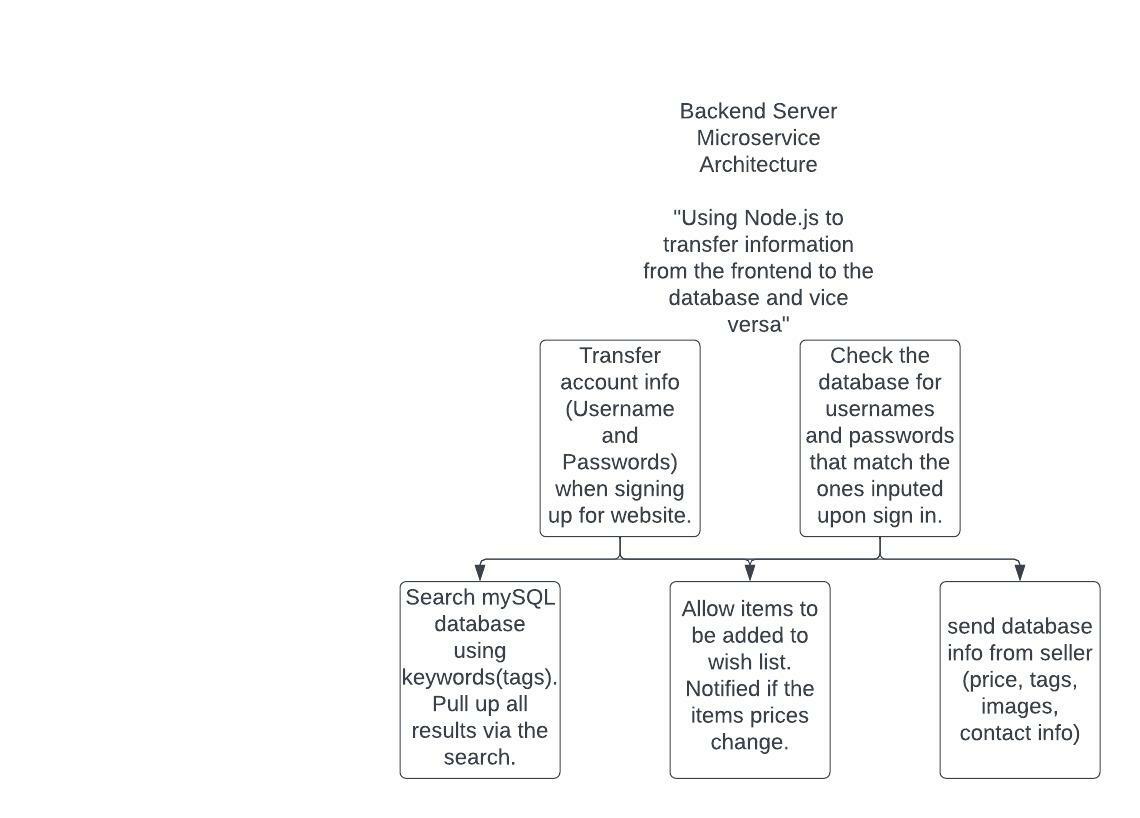 Backend Server
Microservice
Architecture
"Using Node.js to
transfer information
from the frontend to the
database and vice
versa"
Transfer
account info
(Username
and
Passwords)
when signing
up for website.
Check the
database for
usernames
and passwords
that match the
ones inputed
upon sign in.
Search mySQL
database
using
keywords(tags).
Pull up all
results via the
search.
Allow items to
be added to
wish list.
Notified if the
items prices
change.
send database
info from seller
(price, tags,
images,
contact info)